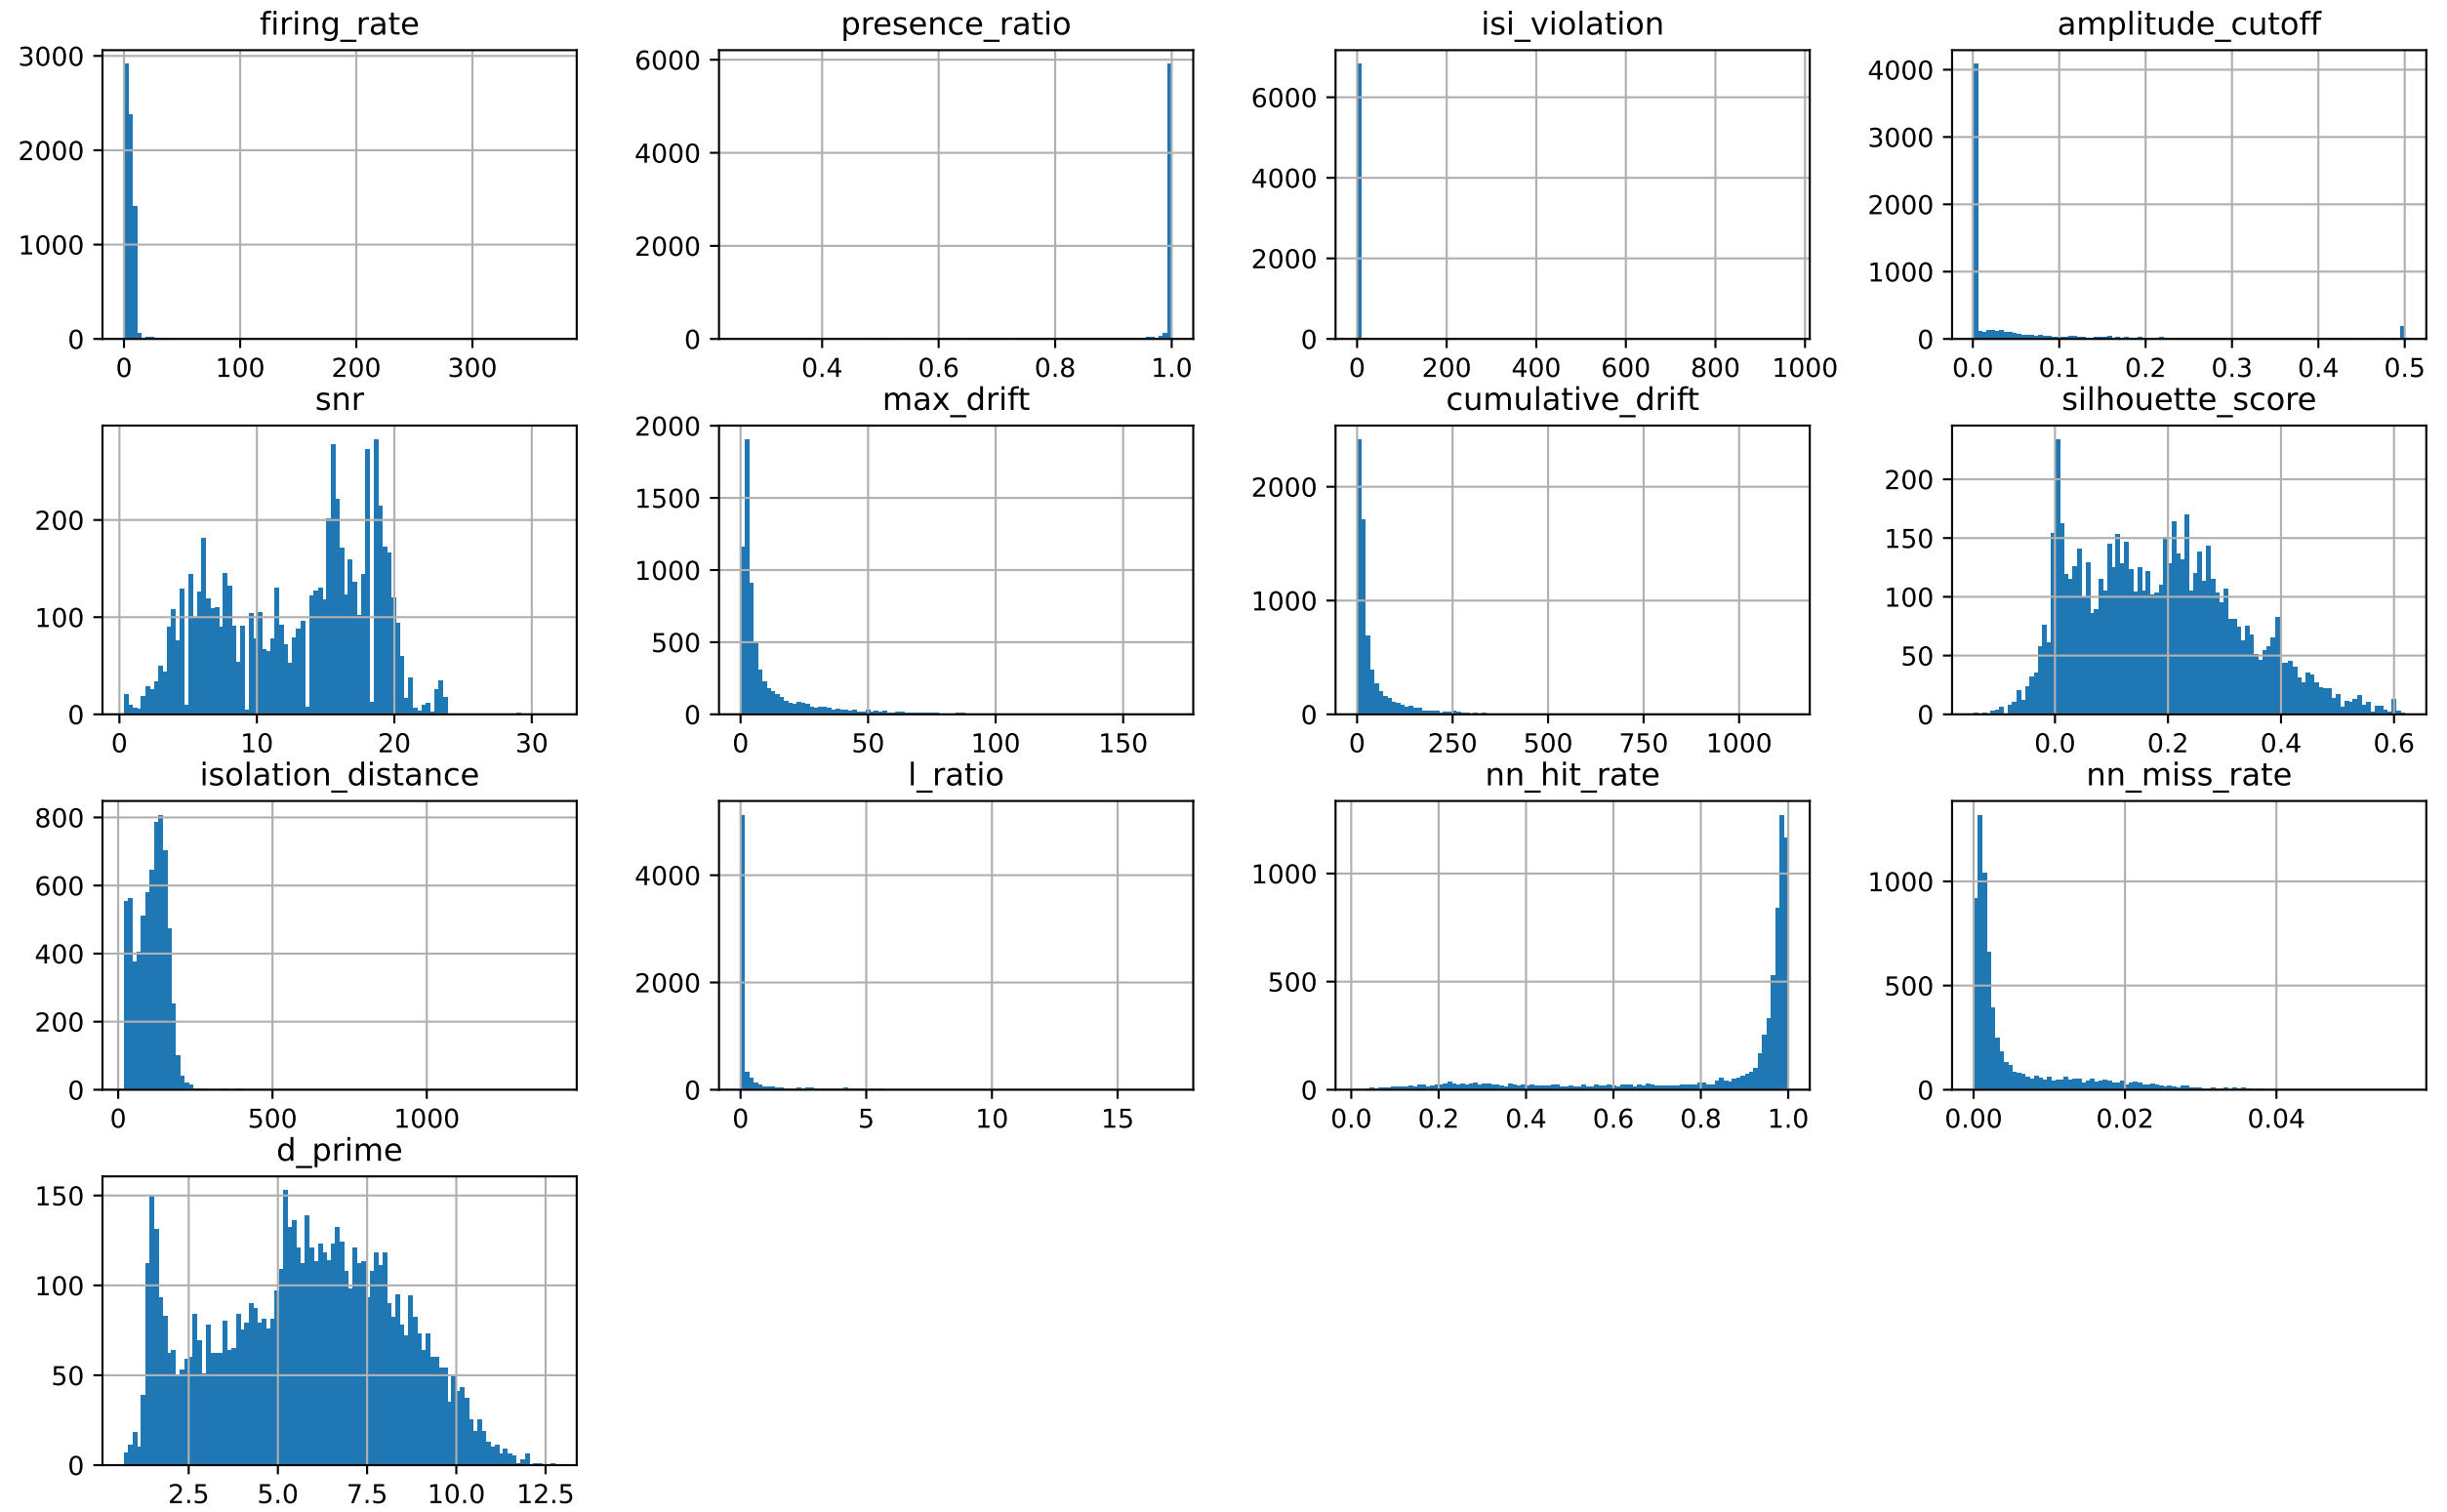 firing_rate presence_ratio isi_violation amplitude_cutoff
3000 6000 6000 4000
2000 4000 4000 3000
1000 2000 2000 2000
0 0 0 1000
0
0 100 200 300 0.4 0.6 0.8 1.0 0 200 400 600 800 1000 0.0 0.1 0.2 0.3 0.4 0.5
snr max_drift cumulative_drift silhouette_score
200 2000 2000 200
100 1500 1000 150
0 1000 0 100
500 50
0 0
0 10 20 30 0 50 100 150 0 250 500 750 1000 0.0 0.2 0.4 0.6
isolation_distance l_ratio nn_hit_rate nn_miss_rate
800 4000 1000 1000
600 2000 500 500
400 0 0 0
200
0
0 500 1000 0 5 10 15 0.0 0.2 0.4 0.6 0.8 1.0 0.00 0.02 0.04
d_prime
150
100
50
0
2.5 5.0 7.5 10.0 12.5